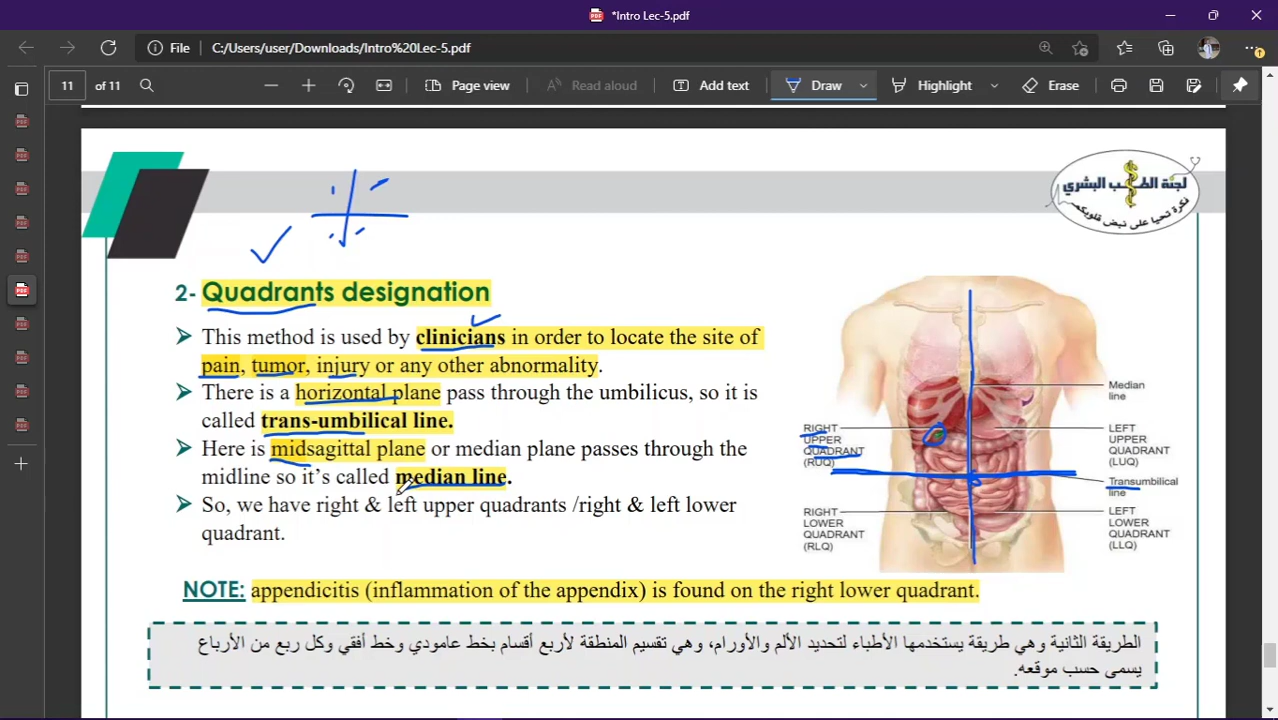 *Intro Lec-5.pdf
File
C:/Users/user/Downloads/Intro%20Lec-5.pdf
11 of 11
Page view
Read aloud
Add text
Draw
Highlight
Erase
لجنة الطب البشري
فكرة تحيا على نبض قلوبكم
2- Quadrants designation
➤ This method is used by clinicians in order to locate the site of
pain, tumor, injury or any other abnormality.
➤ There is a horizontal plane pass through the umbilicus, so it is
called trans-umbilical line.
➤ Here is midsagittal plane or median plane passes through the
midline so it's called median line.
➤ So, we have right & left upper quadrants /right & left lower
quadrant.
Median
line
RIGHT
UPPER
QUADRANT
(RUQ)
LEFT
UPPER
QUADRANT
(LUQ)
Transumbilical
line
RIGHT
LOWER
QUADRANT
(RLQ)
LEFT
LOWER
QUADRANT
(LLQ)
NOTE: appendicitis (inflammation of the appendix) is found on the right lower quadrant.
الطريقة الثانية وهي طريقة يستخدمها الأطباء لتحديد الألم والأورام، وهي تقسيم المنطقة لأربع أقسام بخط عامودي وخط أفقي وكل ربع من الأرباع
يسمى حسب موقعه.